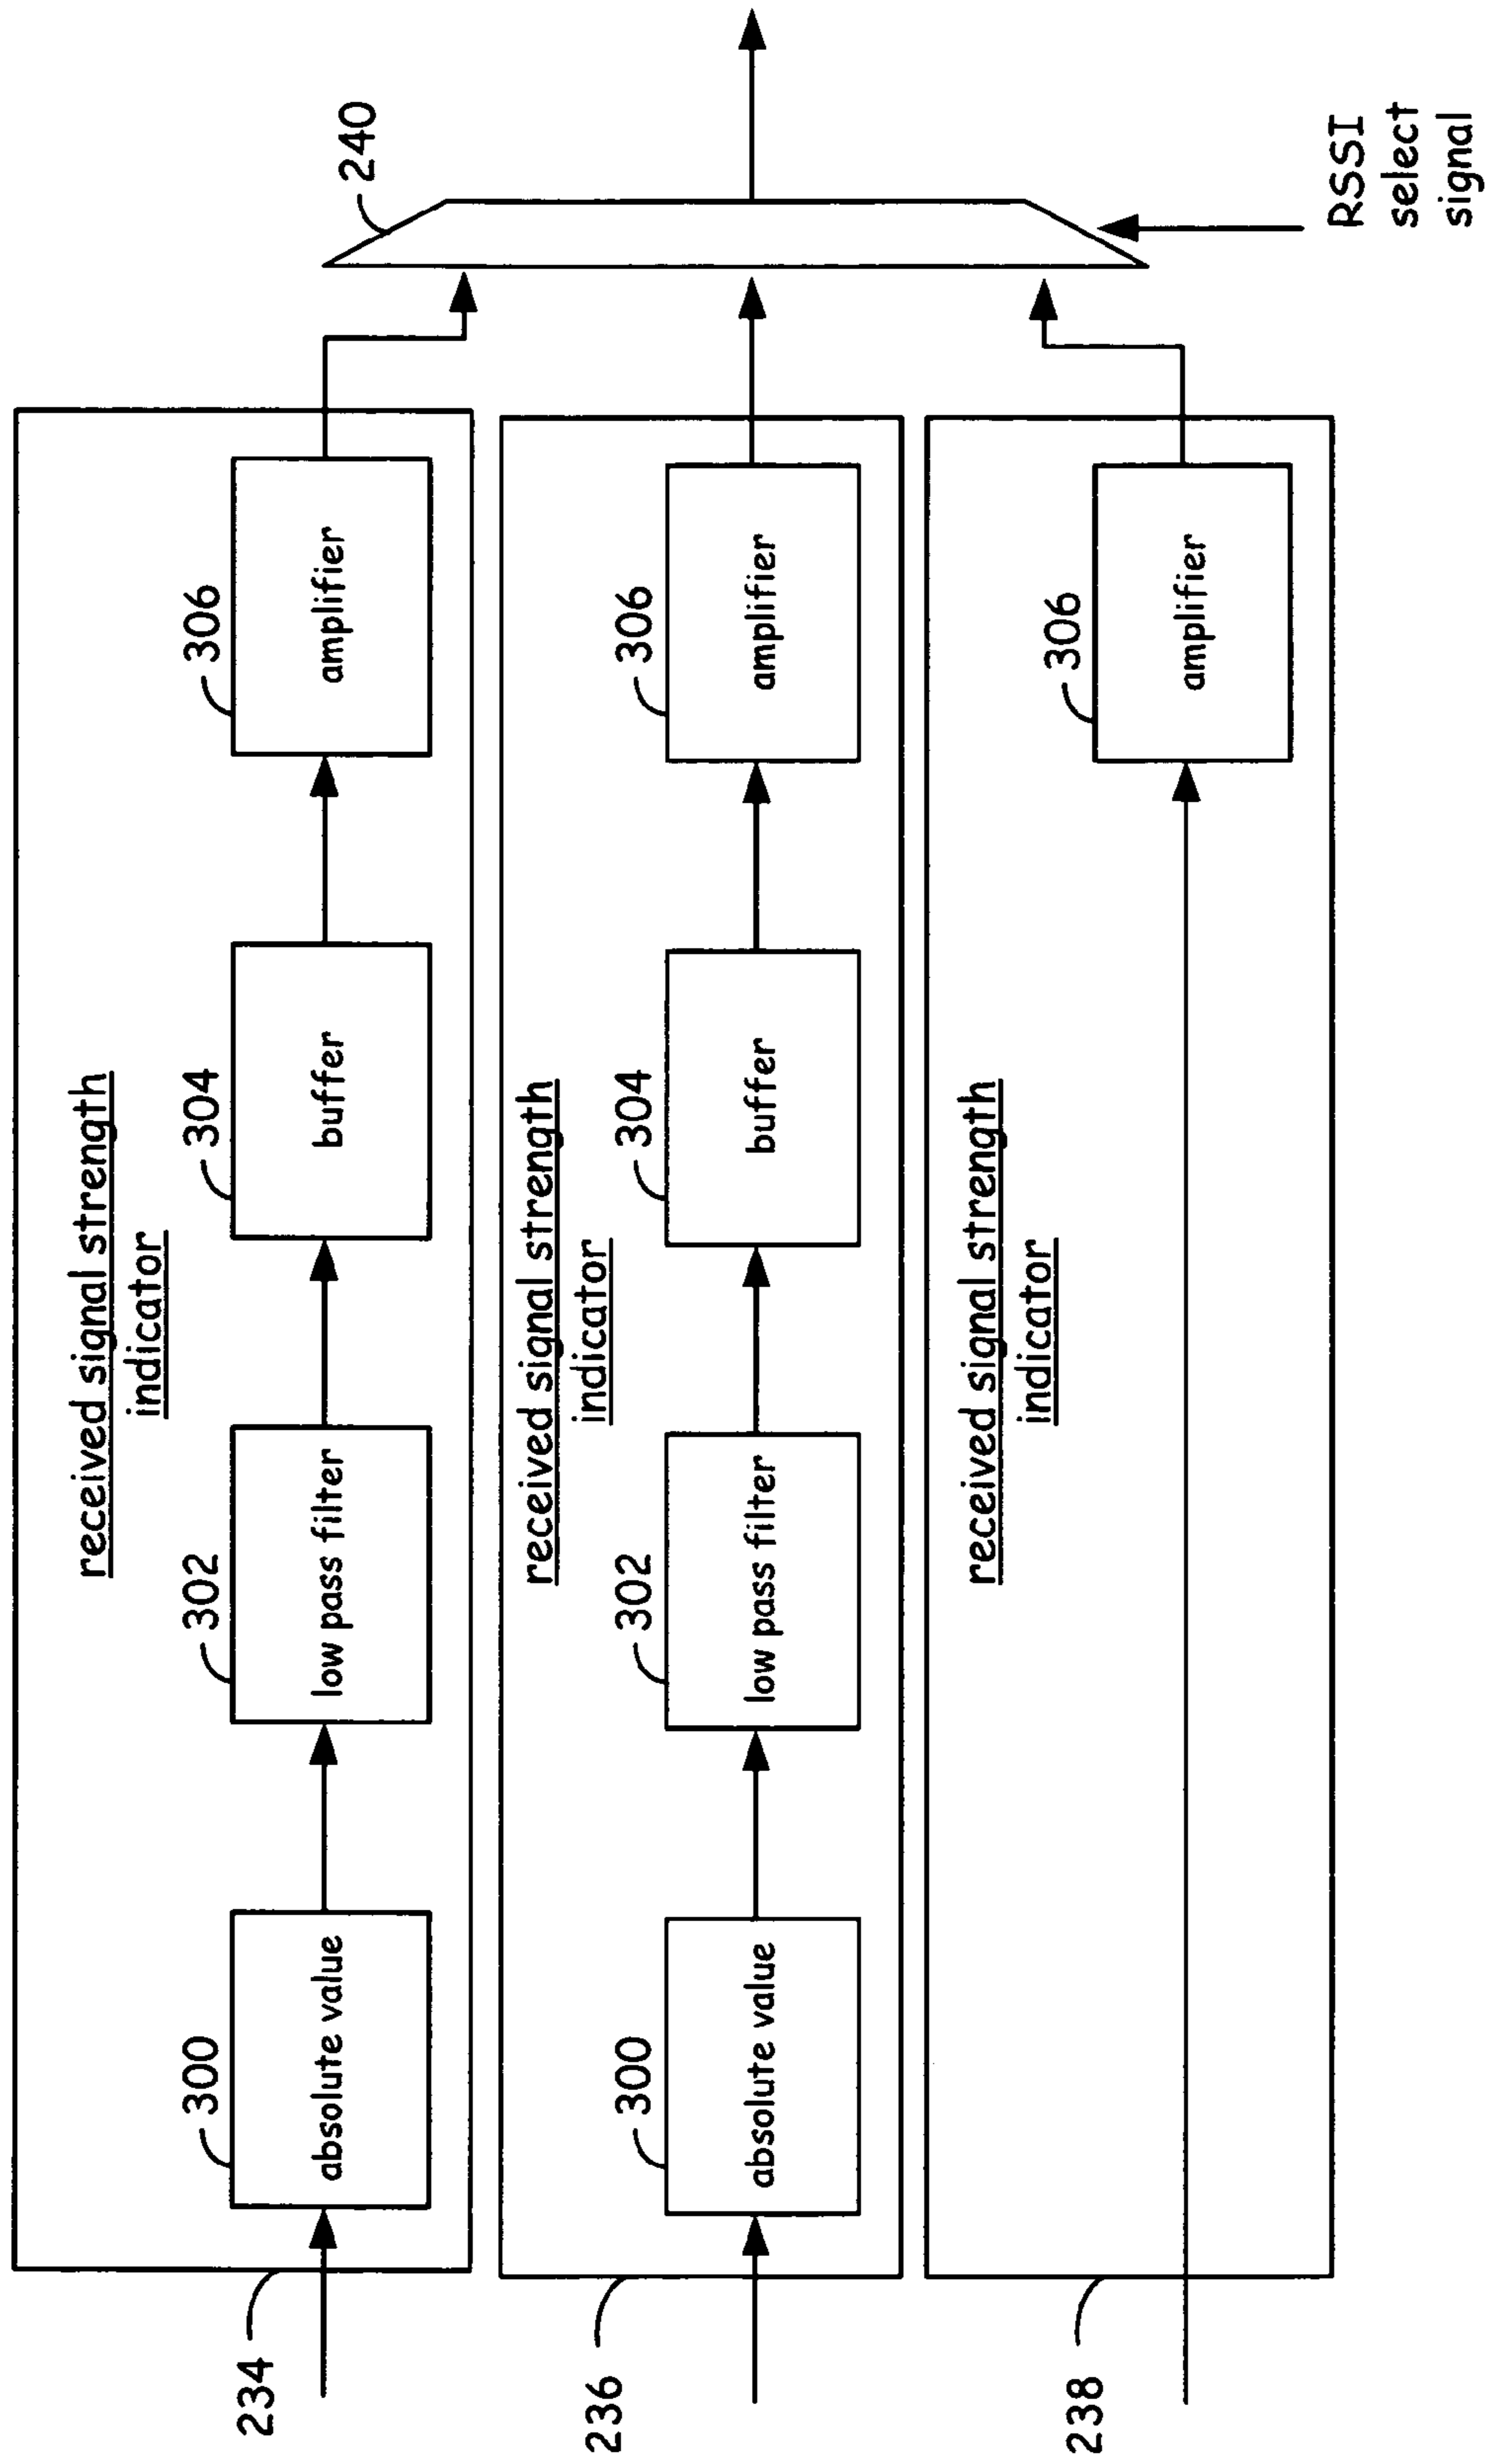 received signal strength
indicator
234
300
absolute value
302
low pass filter
304
buffer
306
amplifier
240
received signal strength
indicator
236
300
absolute value
302
low pass filter
304
buffer
306
amplifier
received signal strength
indicator
238
306
amplifier
RSSI
select
signal